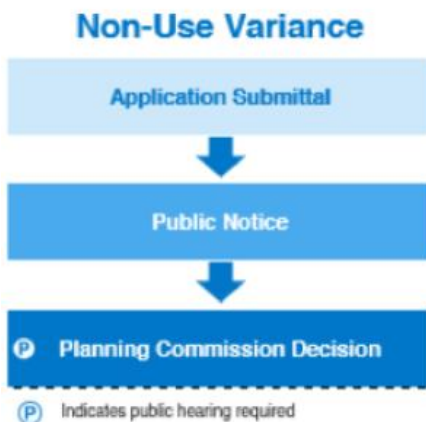 Non-Use Variance
Application Submittal
Public Notice
P Planning Commission Decision
P Indicates public hearing required